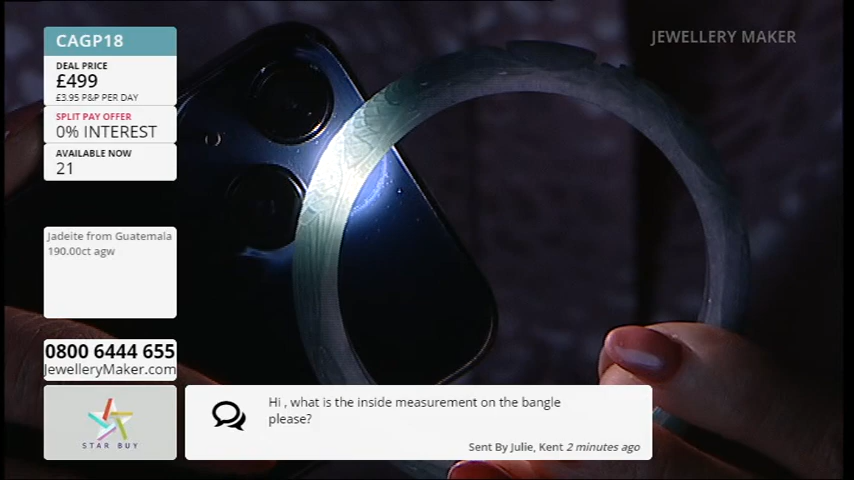 CAGP18
DEAL PRICE
£499
£3.95 P&P PER DAY
SPLIT PAY OFFER
0% INTEREST
AVAILABLE NOW
21
Jadeite from Guatemala
190.00ct agw
0800 6444 655
JewelleryMaker.com
STAR BUY
JEWELLERY MAKER
Hi , what is the inside measurement on the bangle
please?
Sent By Julie, Kent 2 minutes ago